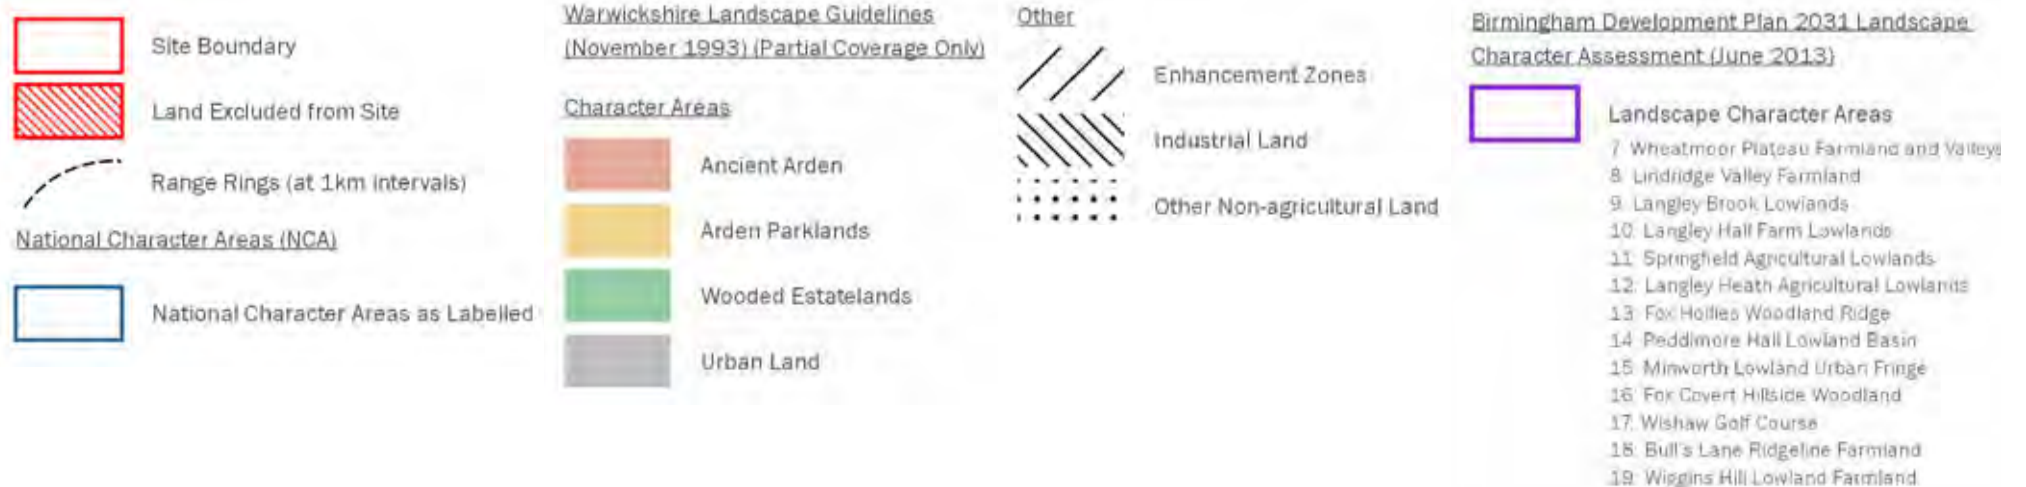 Site Boundary
Land Excluded from Site
Range Rings (at 1km intervals)
National Character Areas (NCA)
National Character Areas as Labelled
Warwickshire Landscape Guidelines
(November 1993) (Partial Coverage Only)
Character Areas
Ancient Arden
Arden Parklands
Wooded Estatelands
Urban Land
Other
Enhancement Zones
Industrial Land
Other Non-agricultural Land
Birmingham Development Plan 2031 Landscape
Character Assessment (June 2013)
Landscape Character Areas
7. Wheatmoor Plateau Farmland and Valleys
8. Lindridge Valley Farmland
9. Langley Brook Lowlands
10. Langley Hall Farm Lowlands
11. Springfield Agricultural Lowlands
12. Langley Heath Agricultural Lowlands
13. Fox Hollies Woodland Ridge
14. Peddimore Hall Lowland Basin
15. Minworth Lowland Urban Fringe
16. Fox Covert Hillside Woodland
17. Wishaw Golf Course
18. Bull's Lane Ridgeline Farmland
19. Wiggins Hill Lowland Farmland